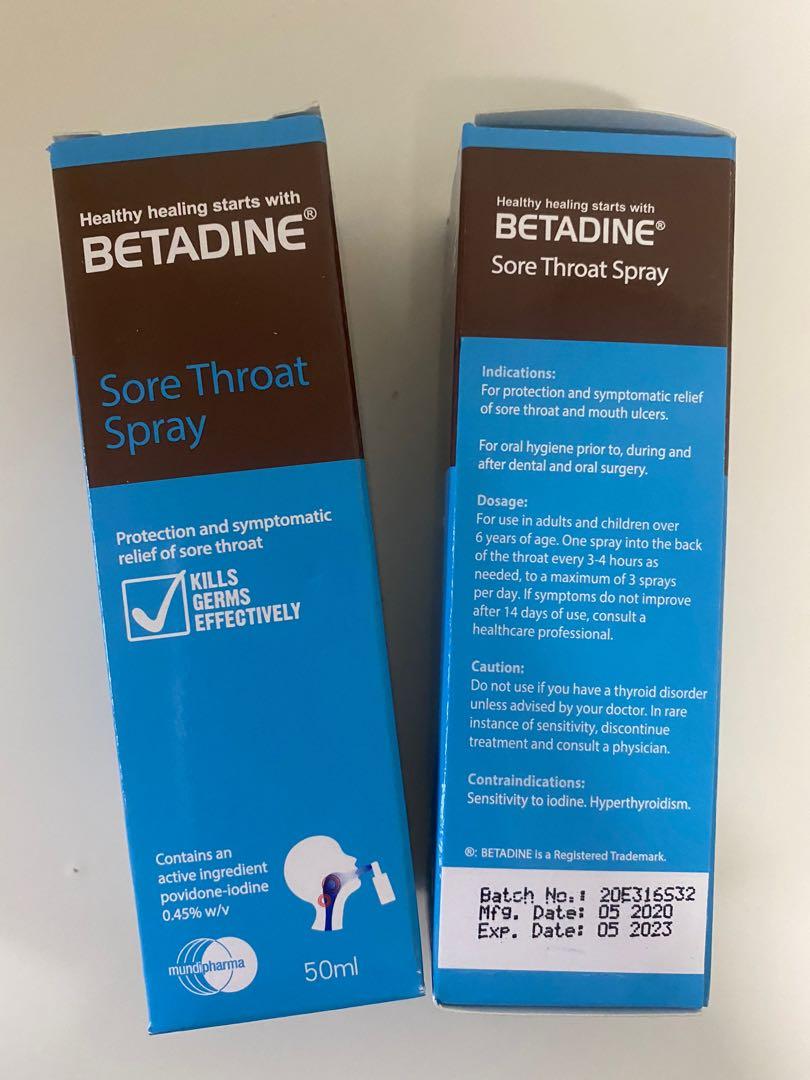 Healthy healing starts with
BETADINE®
Sore Throat
Spray
Protection and symptomatic
relief of sore throat
KILLS
GERMS
EFFECTIVELY
Contains an
active ingredient
povidone-iodine
0.45% w/v
mundipharma
50ml
Healthy healing starts with
BETADINE®
Sore Throat Spray
Indications:
For protection and symptomatic relief
of sore throat and mouth ulcers.
For oral hygiene prior to, during and
after dental and oral surgery.
Dosage:
For use in adults and children over
6 years of age. One spray into the back
of the throat every 3-4 hours as
needed, to a maximum of 3 sprays
per day. If symptoms do not improve
after 14 days of use, consult a
healthcare professional.
Caution:
Do not use if you have a thyroid disorder
unless advised by your doctor. In rare
instance of sensitivity, discontinue
treatment and consult a physician.
Contraindications:
Sensitivity to iodine. Hyperthyroidism.
®: BETADINE is a Registered Trademark.
Batch No.: 20E316S32
Mfg. Date: 05 2020
Exp. Date: 05 2023